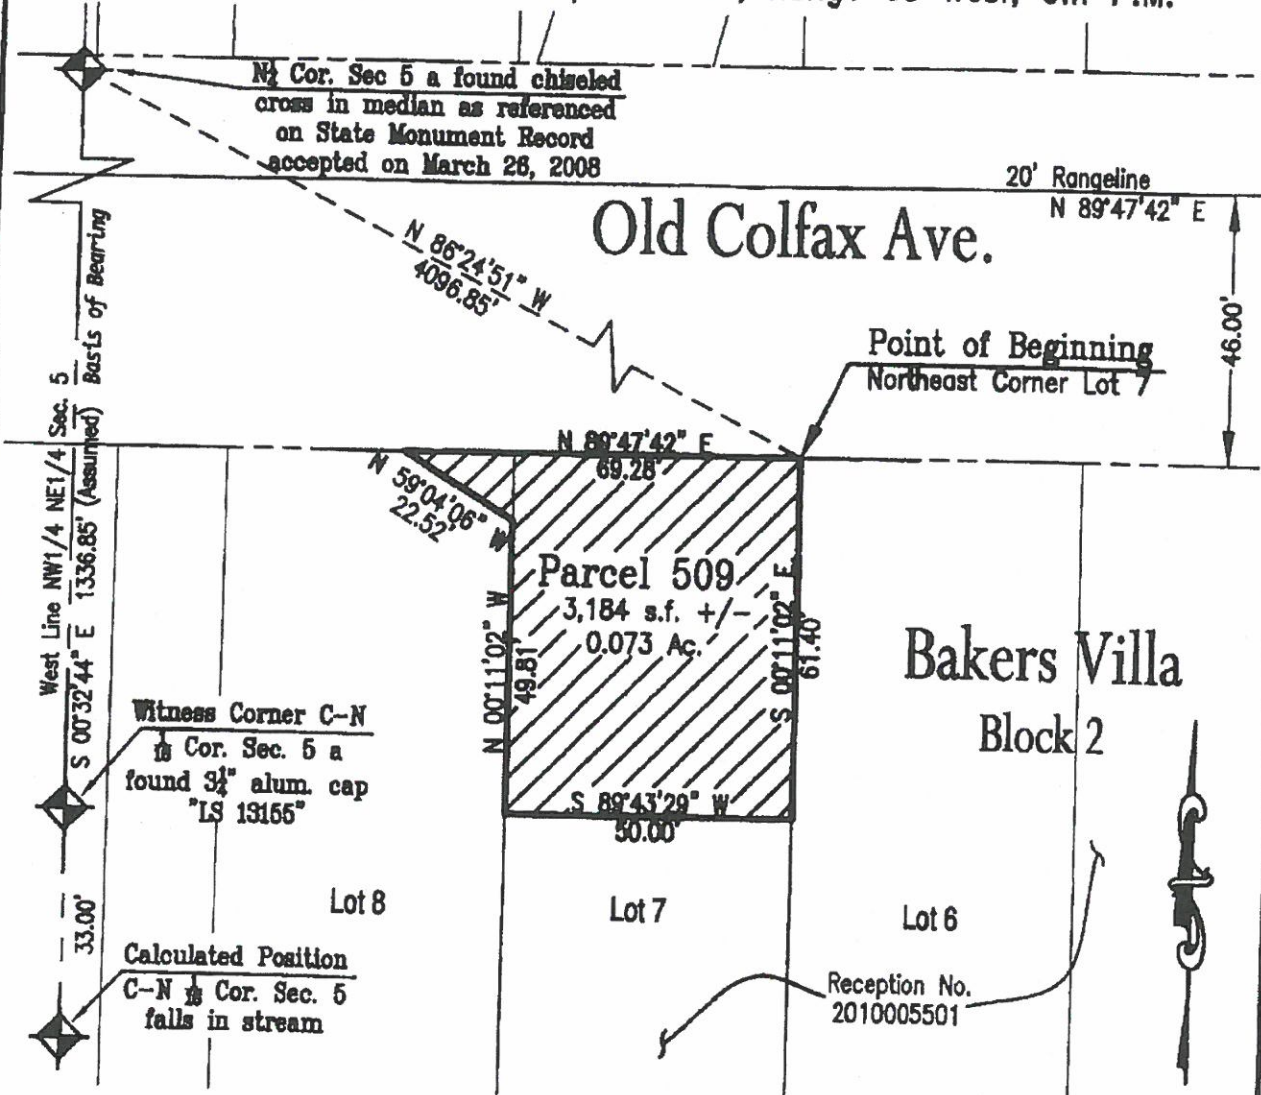 N½ Cor. Sec 5 a found chiseled
cross in median as referenced
on State Monument Record
accepted on March 26, 2008
20' Rangeline
N 89°47'42" E
Old Colfax Ave.
N 86°24'51" W
4096.85'
46.00'
Point of Beginning
Northeast Corner Lot 7
West Line NW1/4 NE1/4 Sec. 5
S 00°32'44" E 1336.85' (Assumed) Basis of Bearing
N 89°47'42" E
69.28'
N 59°04'06" W
22.52'
Parcel 509
3,184 s.f. +/-
0.073 Ac.
N 00°11'02" W
49.81'
S 00°11'02" E
61.40'
S 89°43'29" W
50.00'
Bakers Villa
Block 2
Witness Corner C-N
1/16 Cor. Sec. 5 a
found 3¼" alum. cap
"LS 13155"
33.00'
Calculated Position
C-N 1/16 Cor. Sec. 5
falls in stream
Lot 8
Lot 7
Lot 6
Reception No.
2010005501